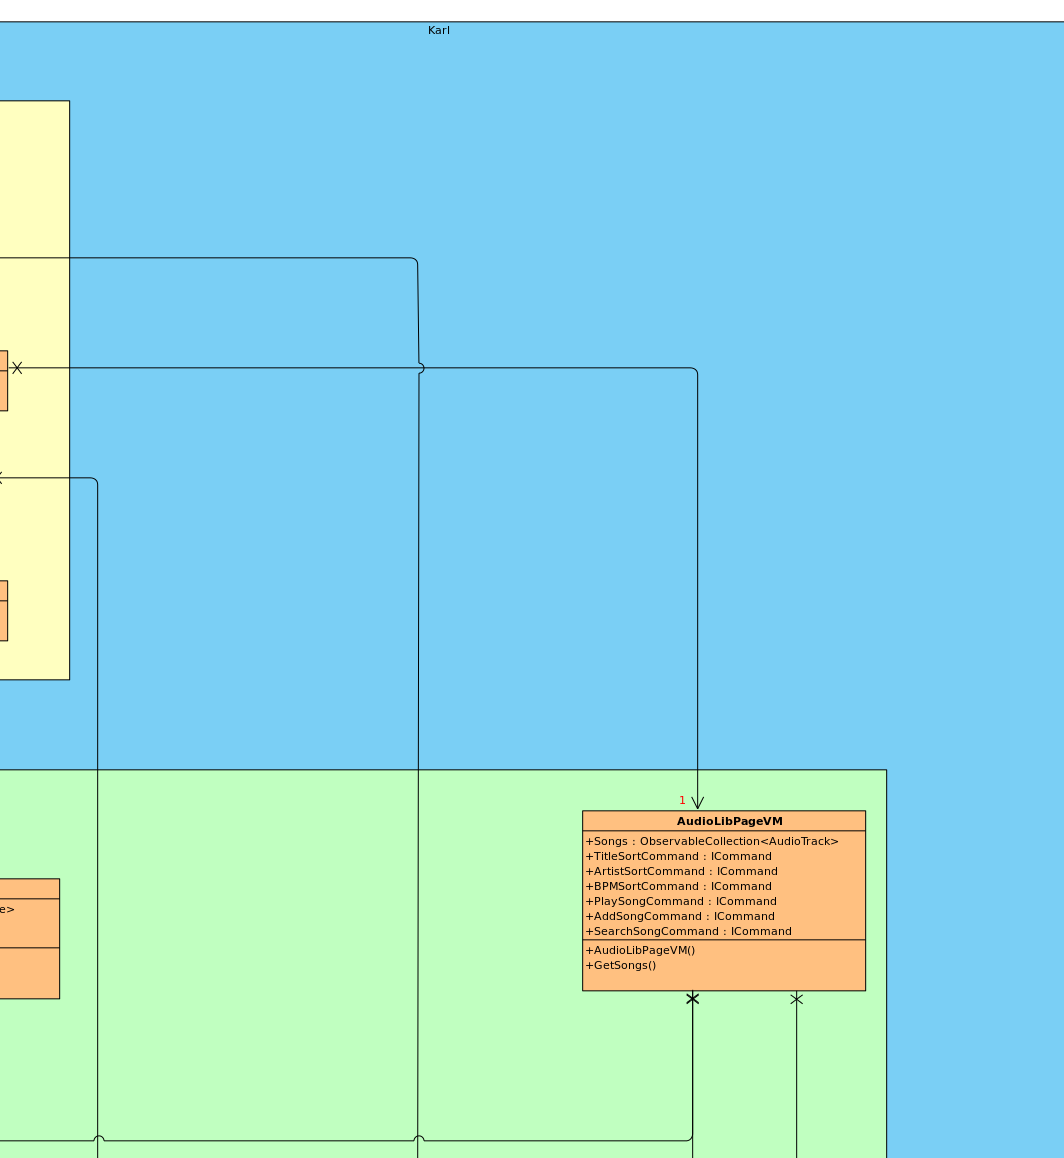 Karl
1
AudioLibPageVM
+Songs : ObservableCollection<AudioTrack>
+TitleSortCommand : ICommand
+ArtistSortCommand : ICommand
+BPMSortCommand : ICommand
+PlaySongCommand : ICommand
+AddSongCommand : ICommand
+SearchSongCommand : ICommand
+AudioLibPageVM()
+GetSongs()
e>